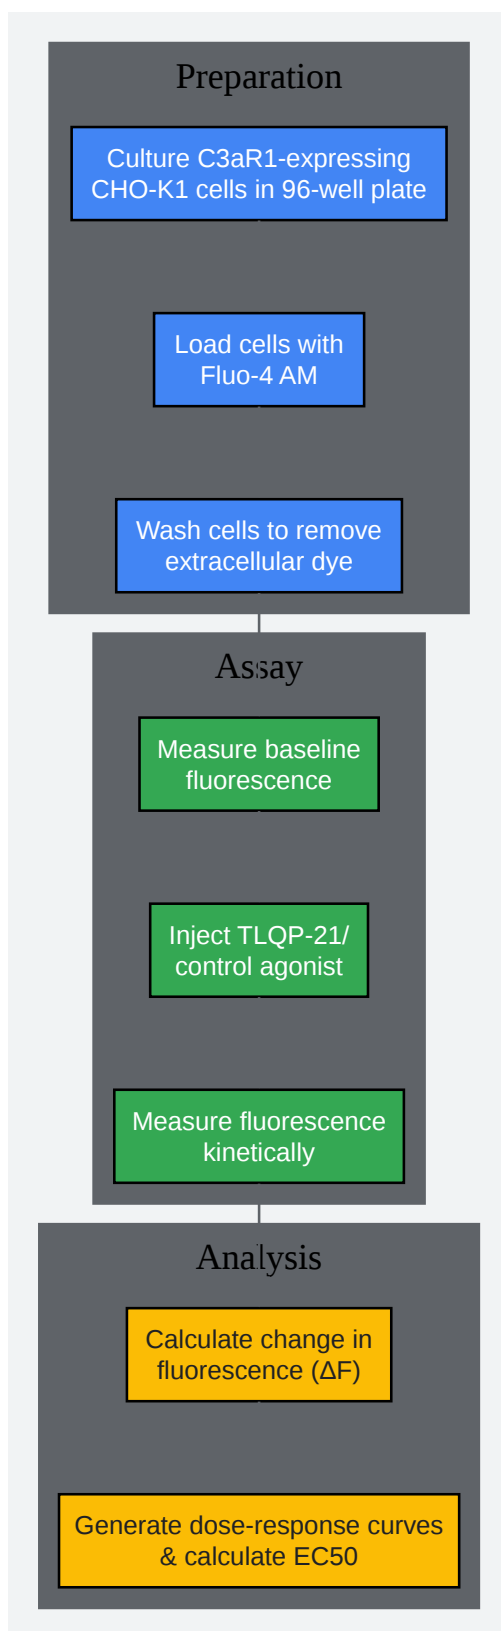 Preparation
Culture C3aR1-expressing
CHO-K1 cells in 96-well plate
Load cells with
Fluo-4 AM
Wash cells to remove
extracellular dye
Assay
Measure baseline
fluorescence
Inject TLQP-21/
control agonist
Measure fluorescence
kinetically
Analysis
Calculate change in
fluorescence (ΔF)
Generate dose-response curves
& calculate EC50